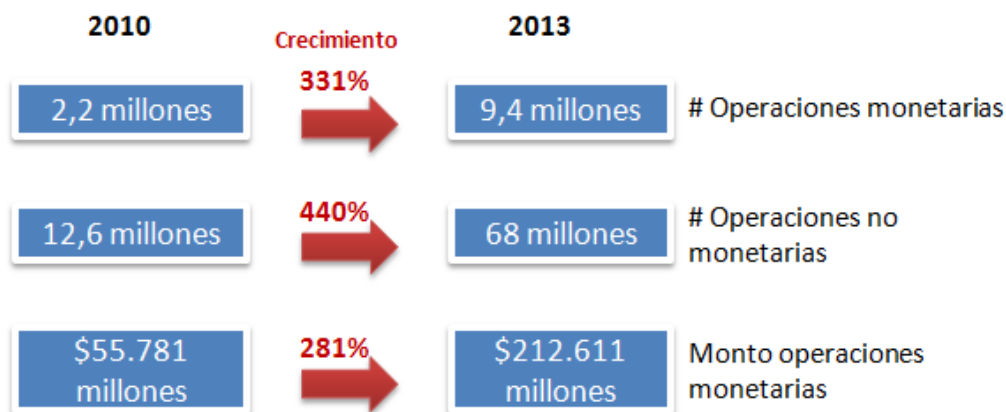 2010
Crecimiento
2013
331%
2,2 millones
9,4 millones
# Operaciones monetarias
440%
12,6 millones
68 millones
# Operaciones no
monetarias
281%
$55.781
millones
$212.611
millones
Monto operaciones
monetarias